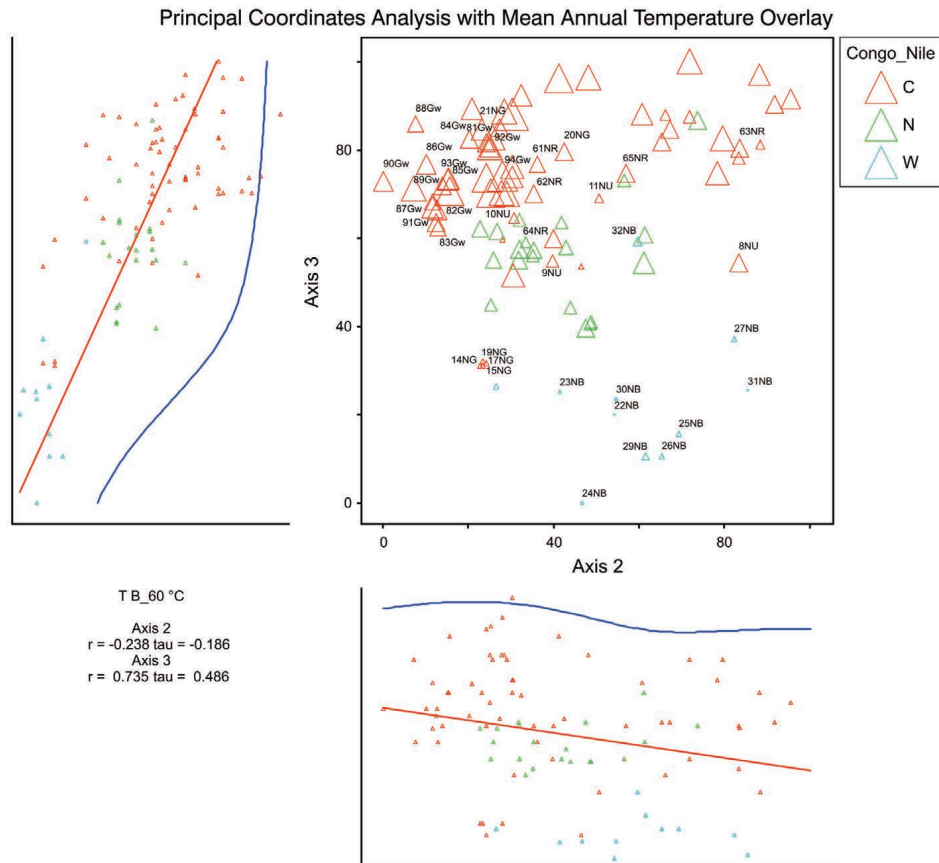 Principal Coordinates Analysis with Mean Annual Temperature Overlay
Congo_Nile
C
N
W
88Gw
21NG
84Gw
81Gw
92Gw
20NG
63NR
80
86Gw
61NR
90Gw
93Gw
94Gw
65NR
85Gw
89Gw
62NR
11NU
87Gw
82Gw
10NU
91Gw
64NR
32NB
83Gw
8NU
9NU
Axis 3
40
27NB
19NG
14NG
17NG
15NG
23NB
30NB
31NB
22NB
25NB
29NB
26NB
24NB
0
0
40
80
Axis 2
T B_60 °C
Axis 2
r = -0.238 tau = -0.186
Axis 3
r = 0.735 tau = 0.486